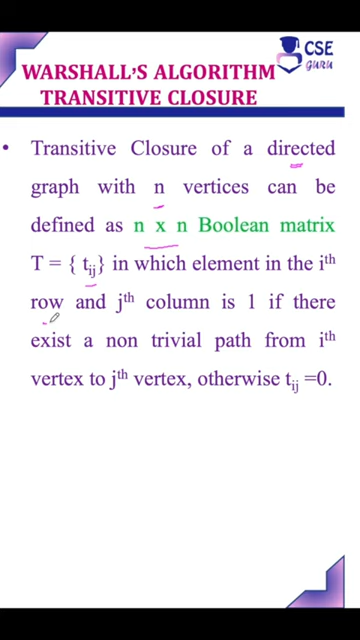 CSE
GURU
WARSHALL'S ALGORITHM
TRANSITIVE CLOSURE
• Transitive Closure of a directed
graph with n vertices can be
defined as n x n Boolean matrix
T = { tij} in which element in the ith
row and jth column is 1 if there
exist a non trivial path from ith
vertex to jth vertex, otherwise tij =0.